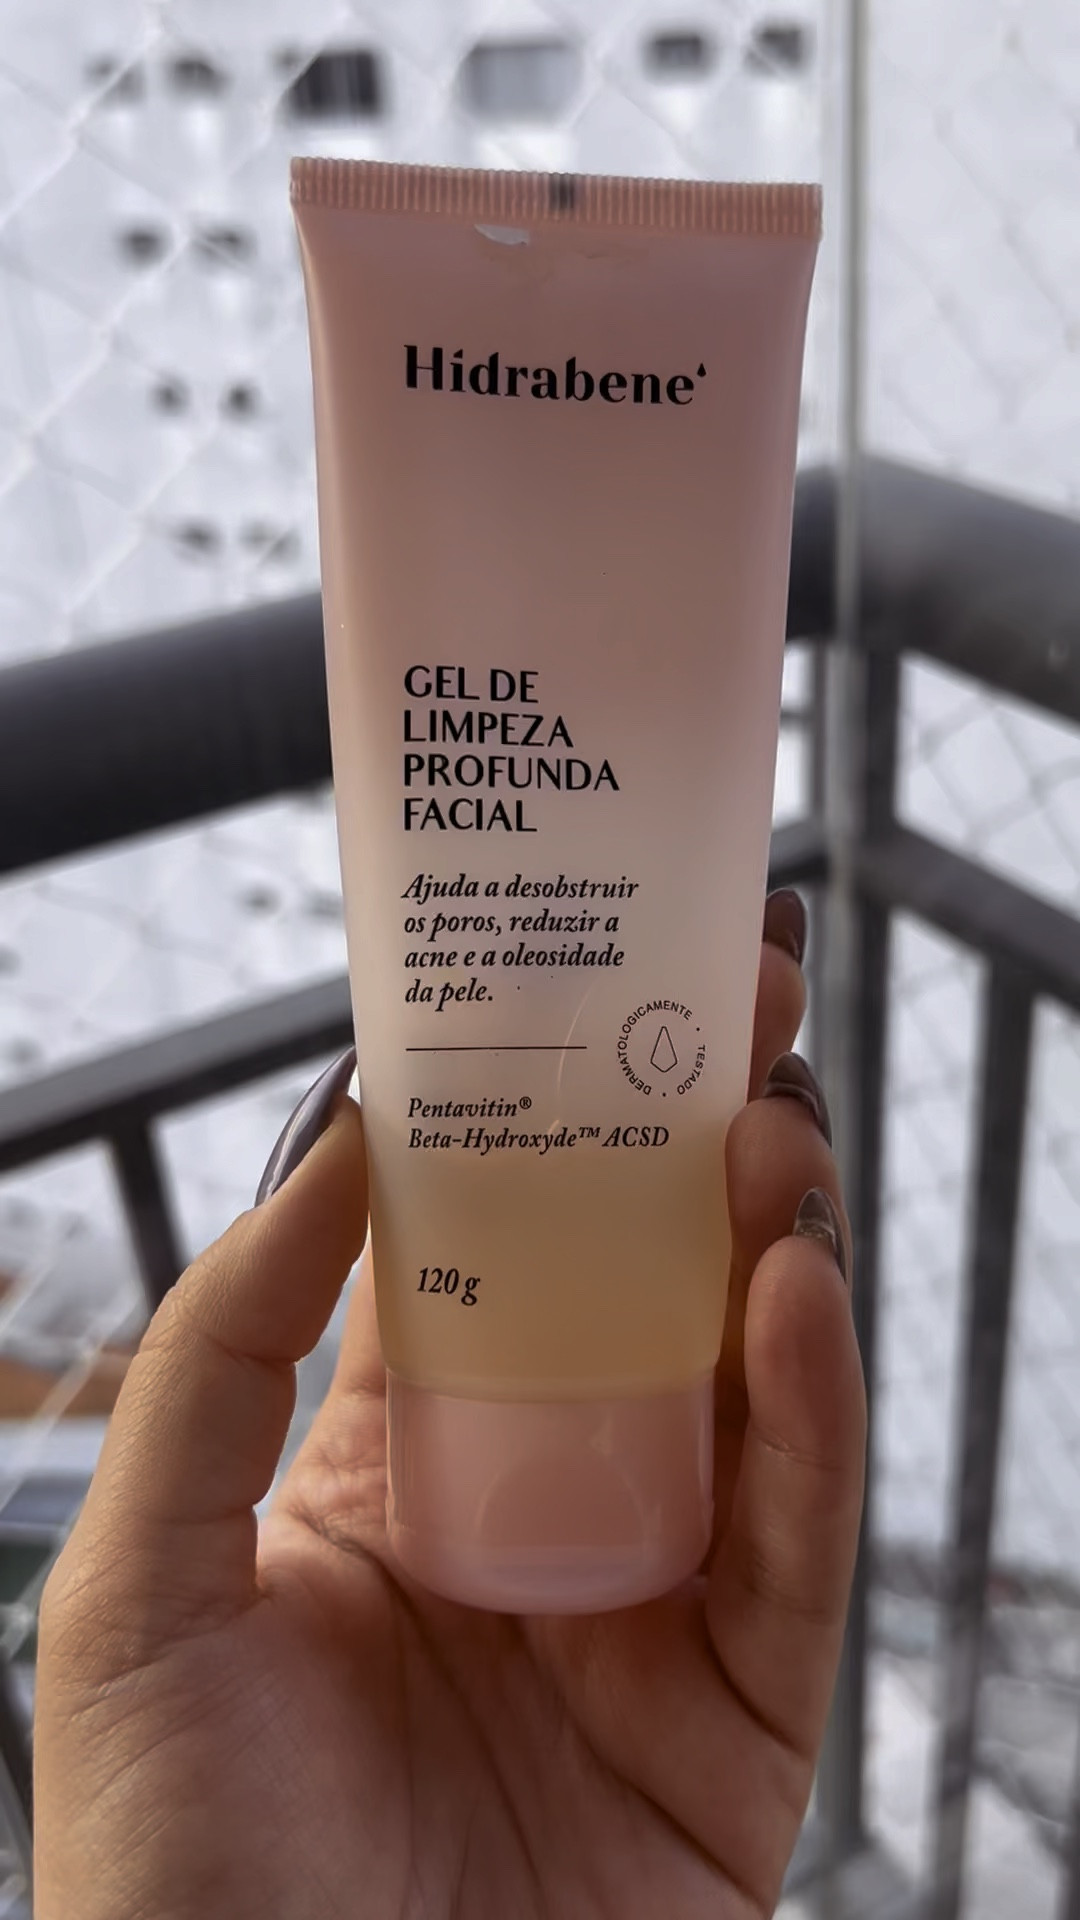 Hidrabene
GEL DE
LIMPEZA
PROFUNDA
FACIAL
Ajuda a desobstruir
os poros, reduzir a
acne e a oleosidade
da pele.
DERMATOLOGICAMENTE • TESTADO •
Pentavitin®
Beta-Hydroxyde™ ACSD
120 g